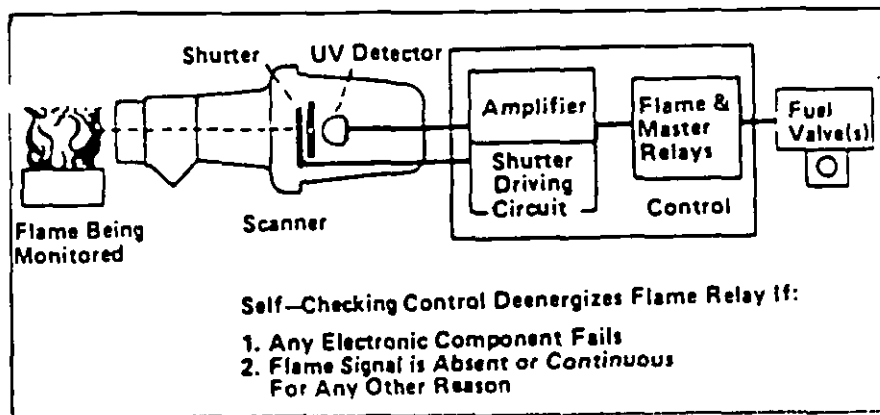 Shutter
UV Detector
Amplifier
Flame &
Master
Relays
Fuel
Valve(s)
Shutter
Driving
Circuit
Control
Scanner
Flame Being
Monitored
Self-Checking Control Deenergizes Flame Relay If:
1. Any Electronic Component Fails
2. Flame Signal is Absent or Continuous
For Any Other Reason